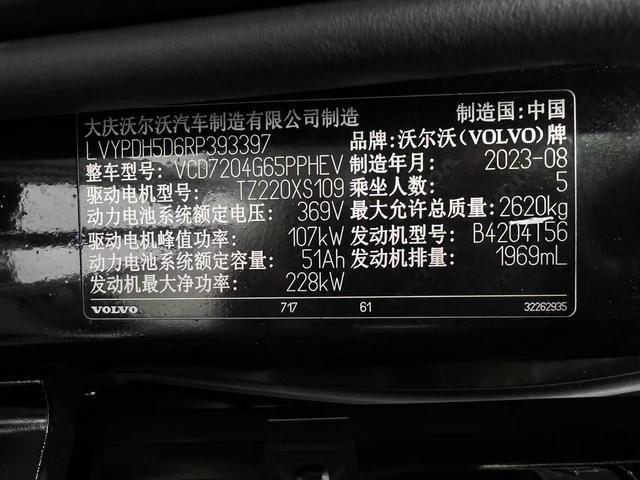 大庆沃尔沃汽车制造有限公司制造 制造国:中国
LVYPDH5D6RP393397 品牌:沃尔沃(VOLVO)牌
整车型号: VCD7204G65PPHEV 制造年月: 2023-08
驱动电机型号: TZ220XS109 乘坐人数: 5
动力电池系统额定电压: 369V 最大允许总质量: 2620kg
驱动电机峰值功率: 107kW 发动机型号: B4204T56
动力电池系统额定容量: 51Ah 发动机排量: 1969mL
发动机最大净功率: 228kW
VOLVO 717 61 32262935